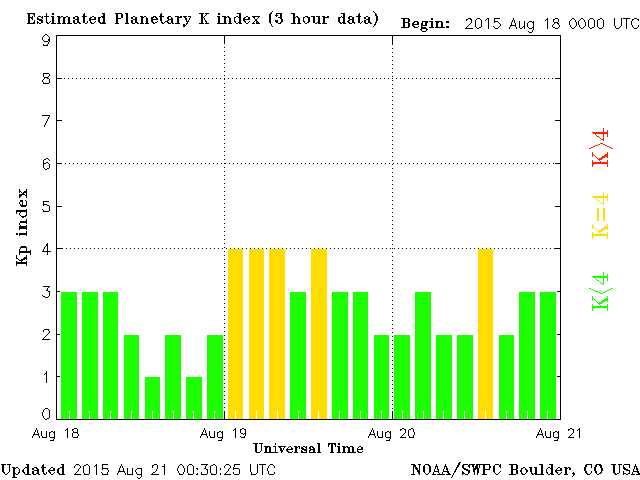 Estimated Planetary K index (3 hour data) Begin: 2015 Aug 18 0000 UTC
9
8
7
6
5
4
3
2
1
0
Kp index
K>4
K=4
K<4
Aug 18 Aug 19 Aug 20 Aug 21
Universal Time
Updated 2015 Aug 21 00:30:25 UTC NOAA/SWPC Boulder, CO USA